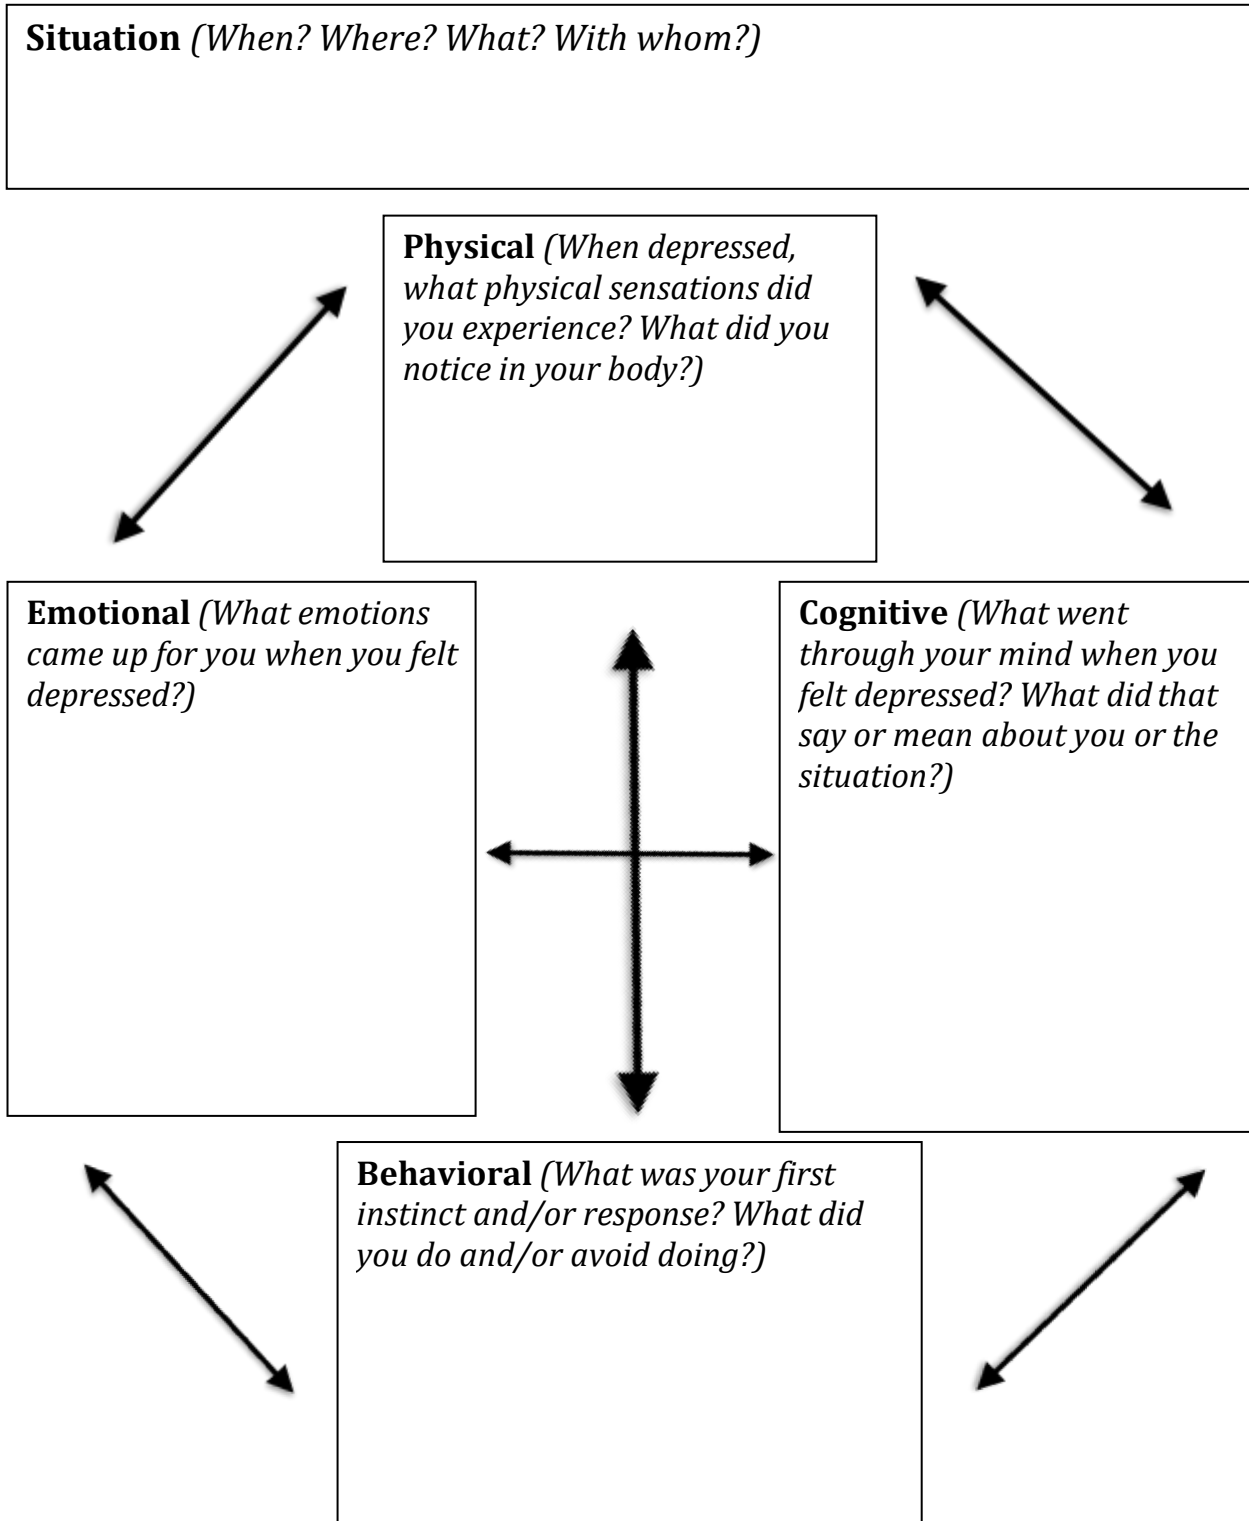 Situation (When? Where? What? With whom?)
Physical (When depressed,
what physical sensations did
you experience? What did you
notice in your body?)
Emotional (What emotions
came up for you when you felt
depressed?)
Cognitive (What went
through your mind when you
felt depressed? What did that
say or mean about you or the
situation?)
Behavioral (What was your first
instinct and/or response? What did
you do and/or avoid doing?)